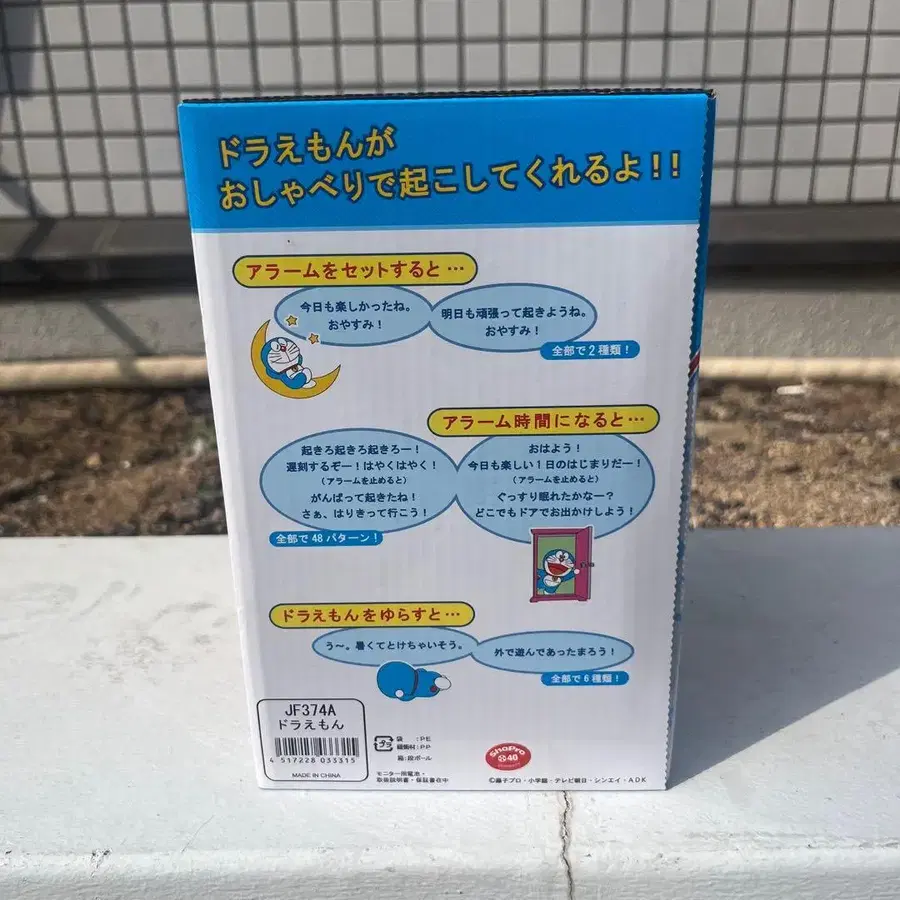 ドラえもんが
おしゃべりで起こしてくれるよ!!
アラームをセットすると…
今日も楽しかったね。
おやすみ!
明日も頑張って起きようね。
おやすみ!
全部で2種類!
アラーム時間になると…
起きろ起きろ起きろー!
遅刻するぞー!はやくはやく!
(アラームを止めると)
がんばって起きたね!
さぁ、はりきって行こう!
全部で48パターン!
おはよう!
今日も楽しい1日のはじまりだー!
(アラームを止めると)
ぐっすり眠れたかなー?
どこでもドアでお出かけしよう!
ドラえもんをゆらすと…
う〜。暑くてとけちゃいそう。
外で遊んであったまろう!
全部で6種類!
JF374A
ドラえもん
4 517228 033315
MADE IN CHINA
プラ
袋 :PE
緩衝材:PP
箱:段ボール
モニター用電池・
取扱説明書・保証書在中
ShoPro
40
©藤子プロ・小学館・テレビ朝日・シンエイ・ADK